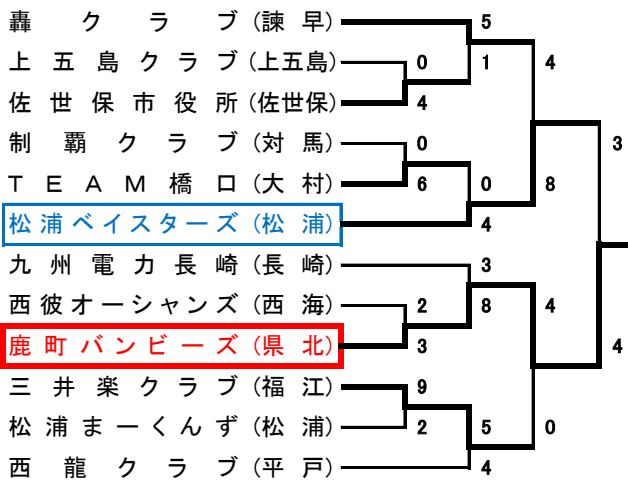 轟クラブ(諫早) 5
上五島クラブ(上五島) 0 1 4
佐世保市役所(佐世保) 4
制覇クラブ(対馬) 0 3
TEAM橋口(大村) 6 0 8
松浦ベイスターズ(松浦) 4
九州電力長崎(長崎) 3
西彼オーシャンズ(西海) 2 8 4
鹿町バンビーズ(県北) 3 4
三井楽クラブ(福江) 9
松浦まーくんず(松浦) 2 5 0
西龍クラブ(平戸) 4